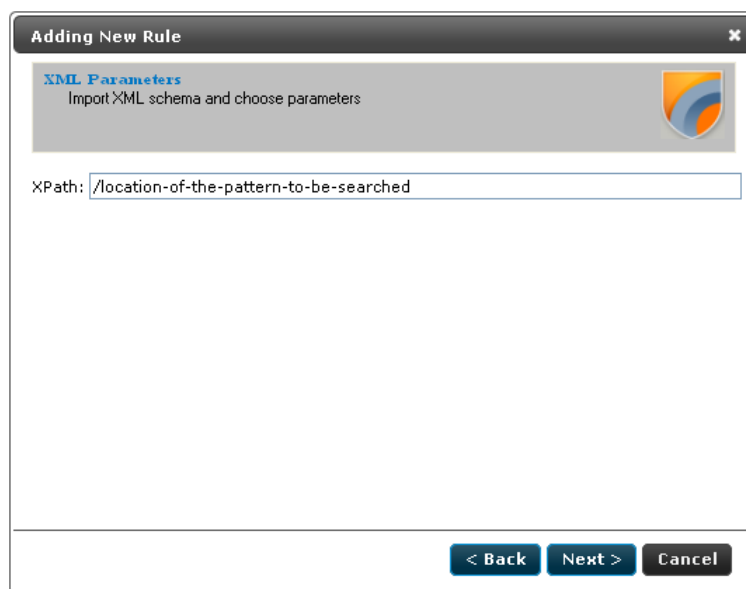 Adding New Rule
XML Parameters
Import XML schema and choose parameters
XPath: /location-of-the-pattern-to-be-searched
< Back Next > Cancel